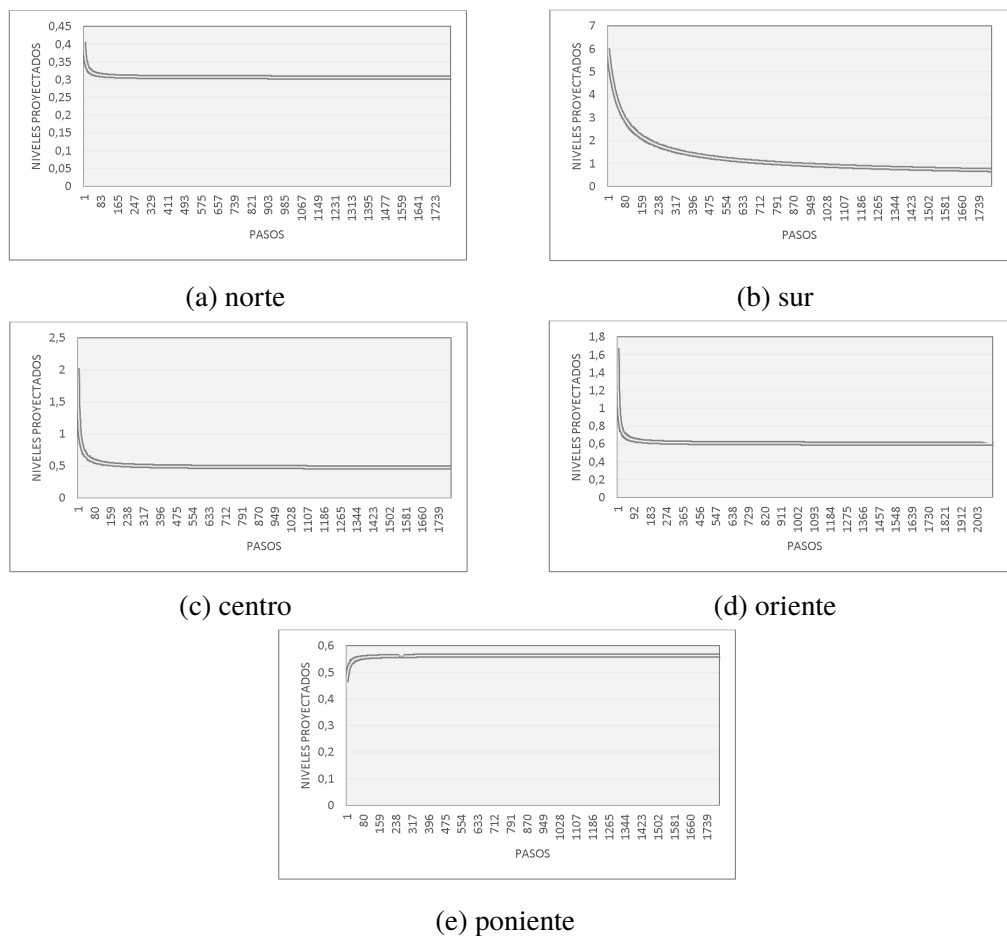 0,45
0,4
0,35
0,3
0,25
0,2
0,15
0,1
0,05
0
NIVELES PROYECTADOS
1 83 165 247 329 411 493 575 657 739 821 903 985 1067 1149 1231 1313 1395 1477 1559 1641 1723
PASOS
(a) norte
7
6
5
4
3
2
1
0
NIVELES PROYECTADOS
1 80 159 238 317 396 475 554 633 712 791 870 949 1028 1107 1186 1265 1344 1423 1502 1581 1660 1739
PASOS
(b) sur
2,5
2
1,5
1
0,5
0
NIVELES PROYECTADOS
1 80 159 238 317 396 475 554 633 712 791 870 949 1028 1107 1186 1265 1344 1423 1502 1581 1660 1739
PASOS
(c) centro
1,8
1,6
1,4
1,2
1
0,8
0,6
0,4
0,2
0
NIVELES PROYECTADOS
1 92 183 274 365 456 547 638 729 820 911 1002 1093 1184 1275 1366 1457 1548 1639 1730 1821 1912 2003
PASOS
(d) oriente
0,6
0,5
0,4
0,3
0,2
0,1
0
NIVELES PROYECTADOS
1 80 159 238 317 396 475 554 633 712 791 870 949 1028 1107 1186 1265 1344 1423 1502 1581 1660 1739
PASOS
(e) poniente